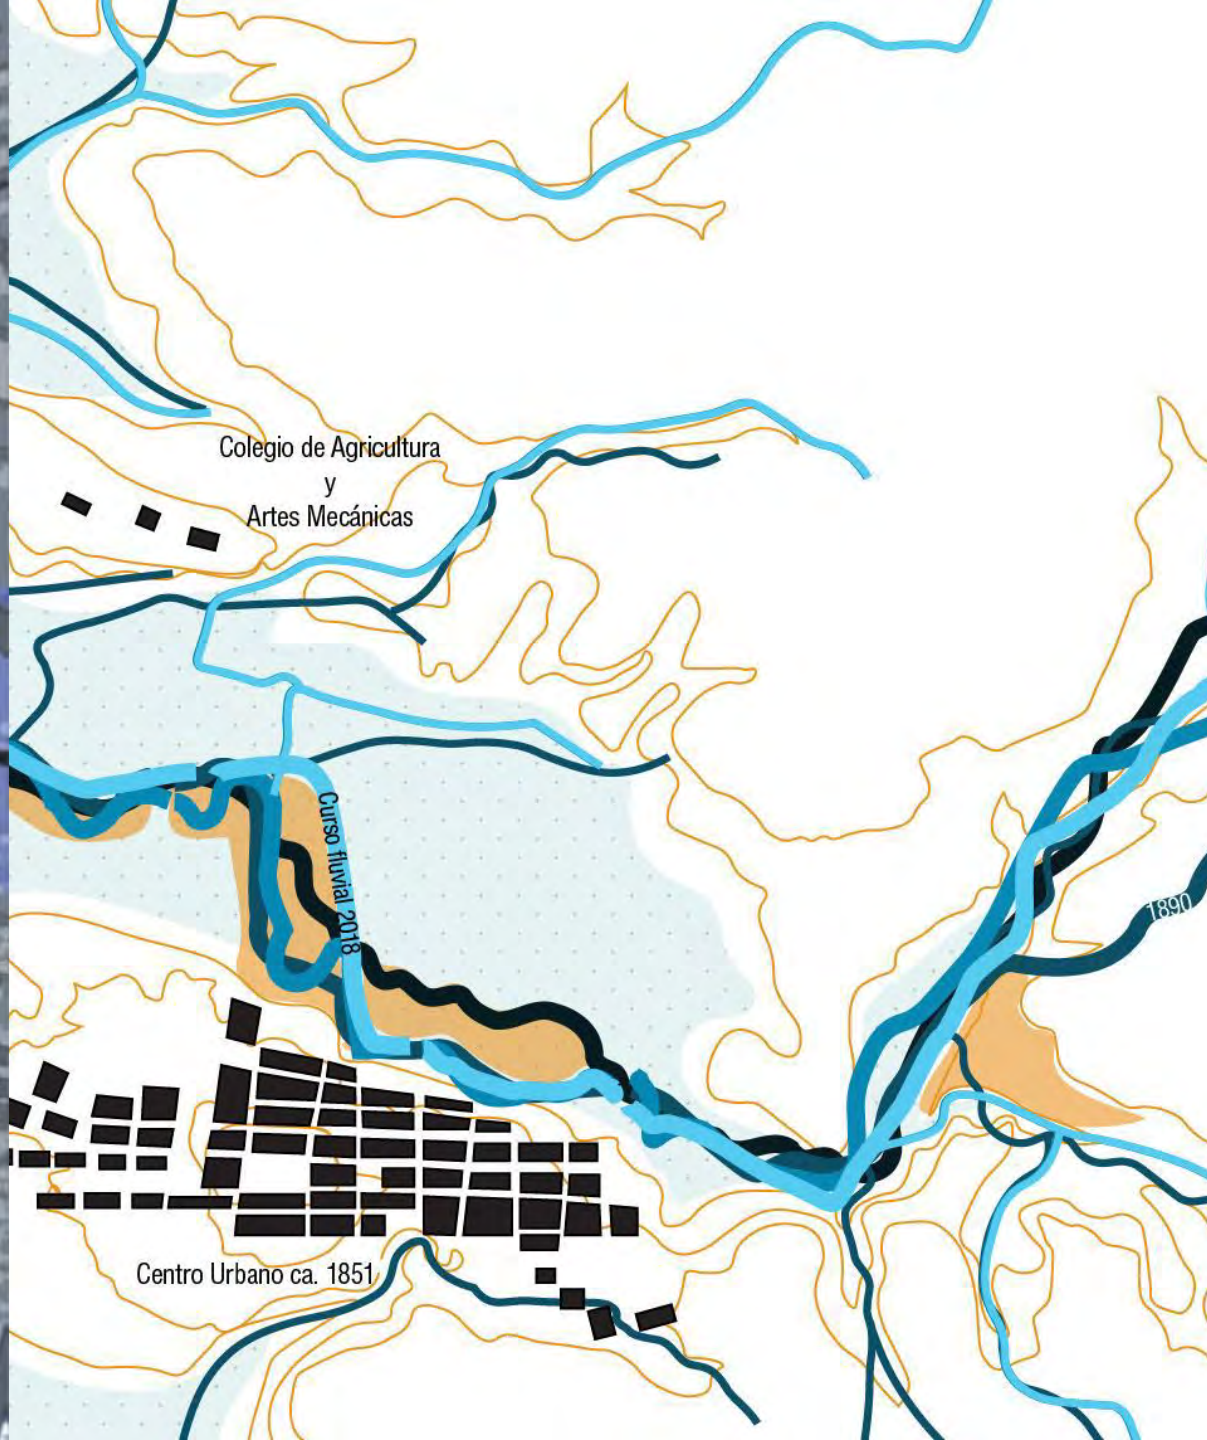 Colegio de Agricultura
y
Artes Mecánicas
Curso fluvial 2018
1890
Centro Urbano ca. 1851